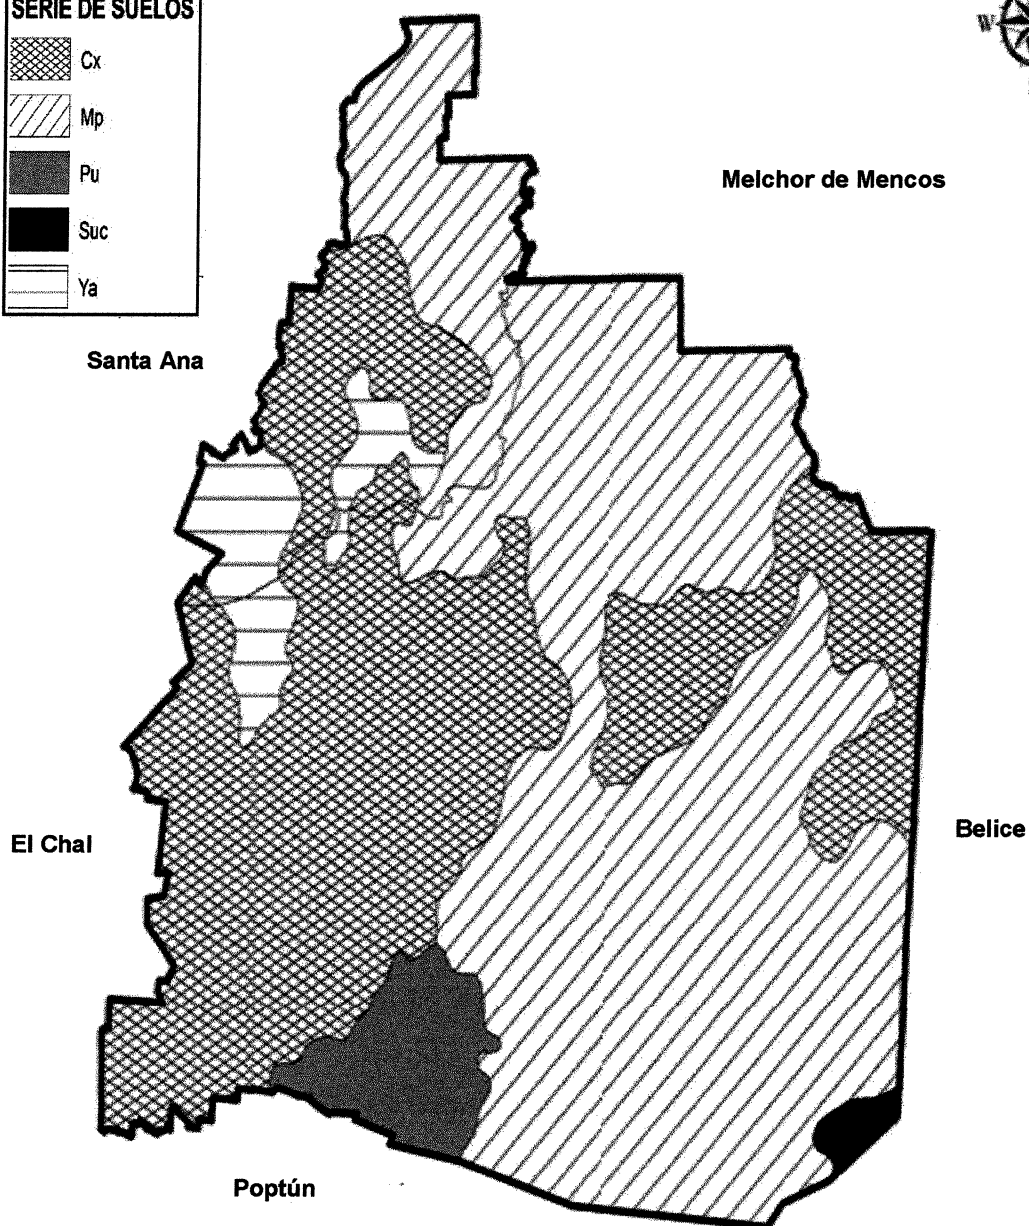 SERIE DE SUELOS
Cx
Mp
Pu
Suc
Ya
W
Melchor de Mencos
Santa Ana
El Chal
Belice
Poptún